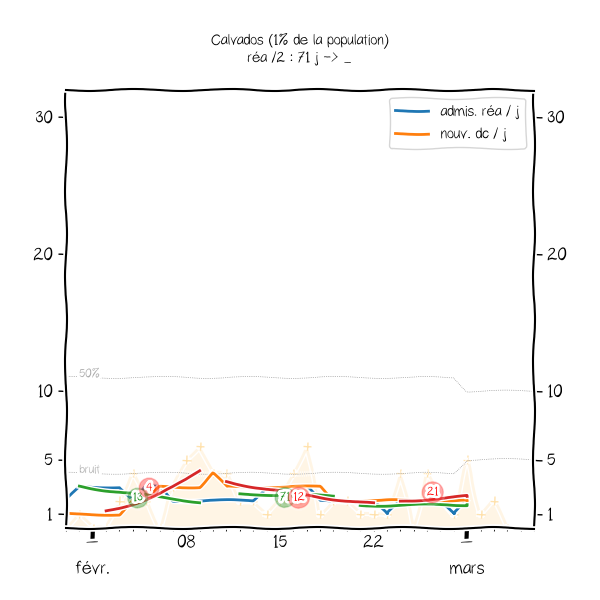 Calvados (1% de la population)
réa /2 : 71 j -> _
admis. réa / j
nouv. dc / j
30
30
20
20
50%
10
10
bruit
5
5
4
13
71
12
21
1
1
08
15
22
févr.
mars